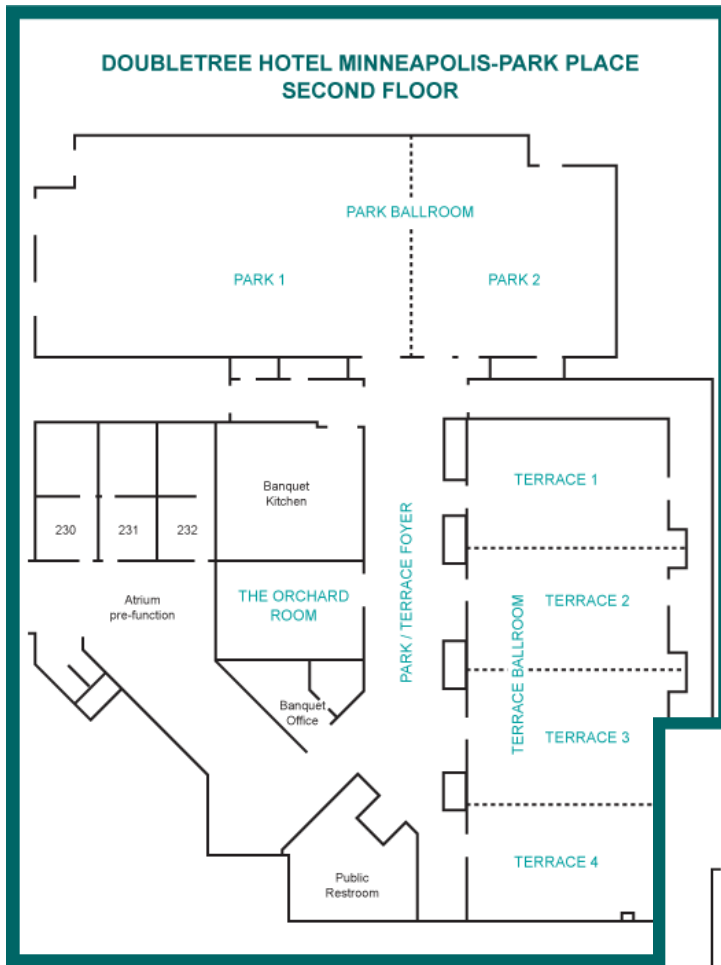 DOUBLETREE HOTEL MINNEAPOLIS-PARK PLACE
SECOND FLOOR
PARK BALLROOM
PARK 1
PARK 2
Banquet
Kitchen
TERRACE 1
230
231
232
PARK / TERRACE FOYER
Atrium
pre-function
THE ORCHARD
ROOM
TERRACE 2
TERRACE BALLROOM
Banquet
Office
TERRACE 3
TERRACE 4
Public
Restroom